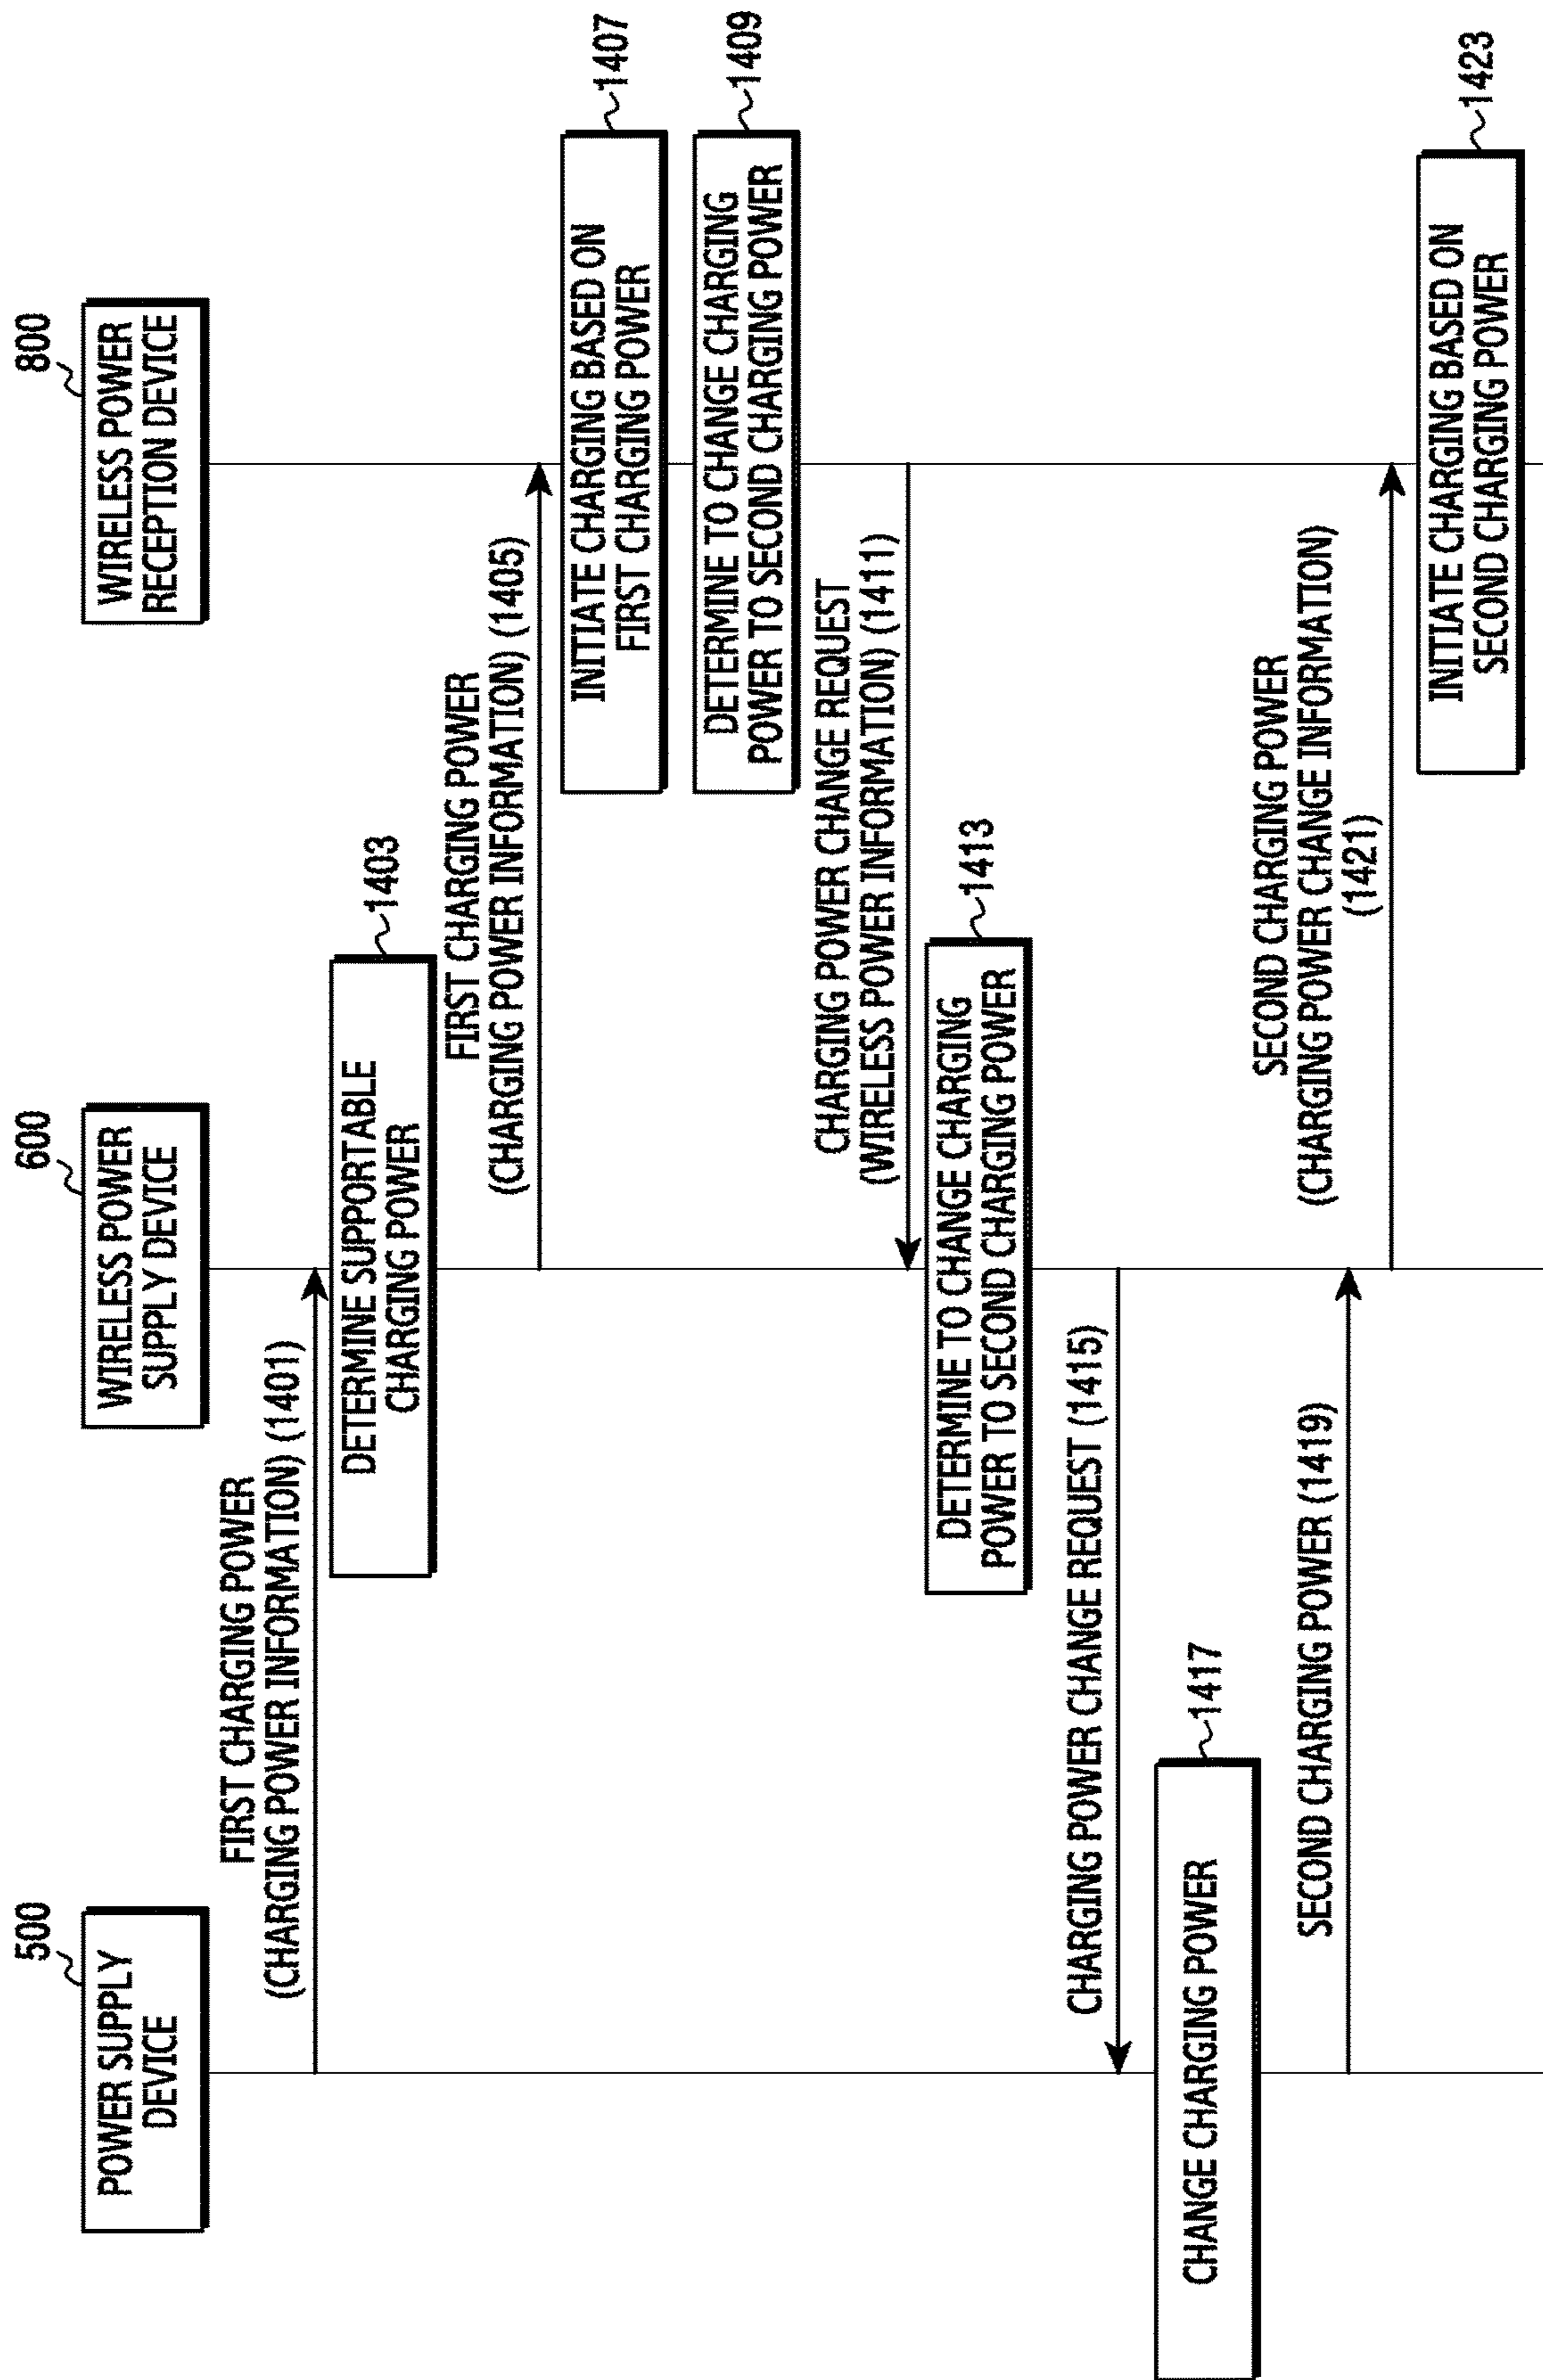 500
POWER SUPPLY
DEVICE
600
WIRELESS POWER
SUPPLY DEVICE
800
WIRELESS POWER
RECEPTION DEVICE
FIRST CHARGING POWER
(CHARGING POWER INFORMATION) (1401)
DETERMINE SUPPORTABLE
CHARGING POWER
1403
FIRST CHARGING POWER
(CHARGING POWER INFORMATION) (1405)
INITIATE CHARGING BASED ON
FIRST CHARGING POWER
1407
DETERMINE TO CHANGE CHARGING
POWER TO SECOND CHARGING POWER
1409
CHARGING POWER CHANGE REQUEST
(WIRELESS POWER INFORMATION) (1411)
DETERMINE TO CHANGE CHARGING
POWER TO SECOND CHARGING POWER
1413
CHARGING POWER CHANGE REQUEST (1415)
CHANGE CHARGING POWER
1417
SECOND CHARGING POWER (1419)
SECOND CHARGING POWER
(CHARGING POWER CHANGE INFORMATION)
(1421)
INITIATE CHARGING BASED ON
SECOND CHARGING POWER
1423